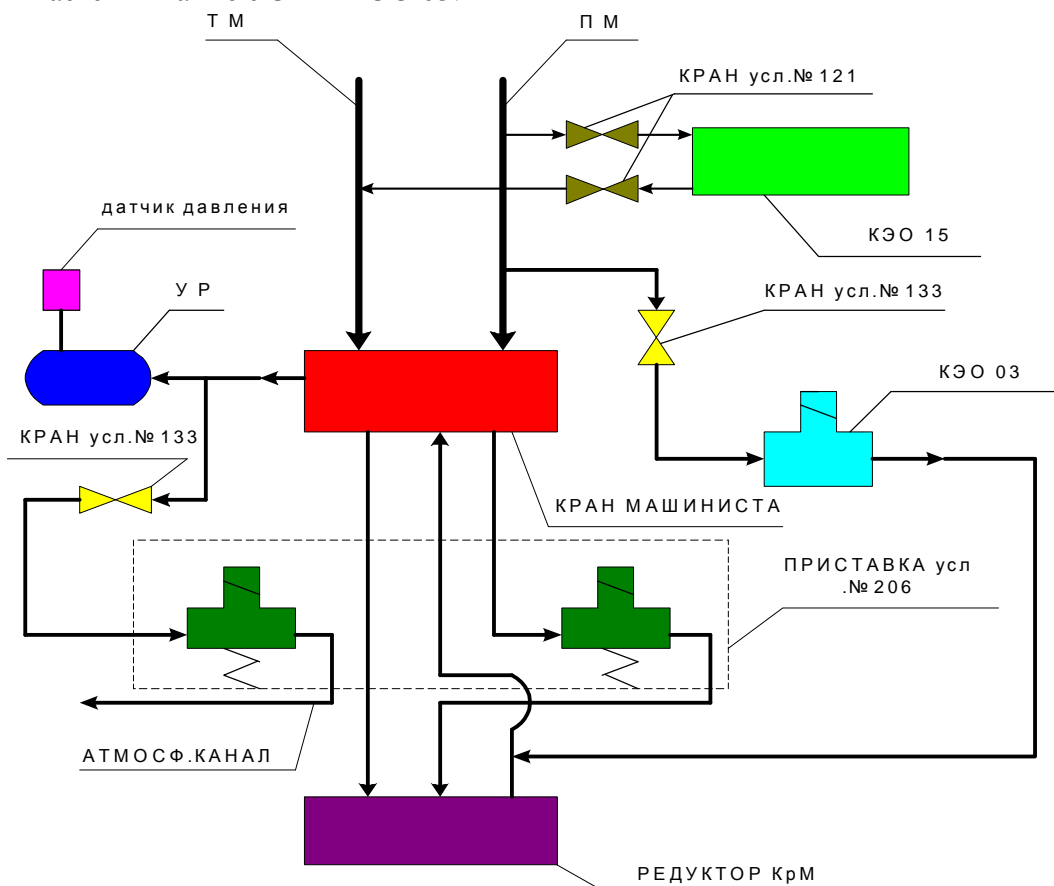 Т М
П М
КРАН усл.№ 121
датчик давления
КЭО 15
У Р
КРАН усл.№ 133
КЭО 03
КРАН усл.№ 133
КРАН МАШИНИСТА
ПРИСТАВКА усл
.№ 206
АТМОСФ.КАНАЛ
РЕДУКТОР КрМ